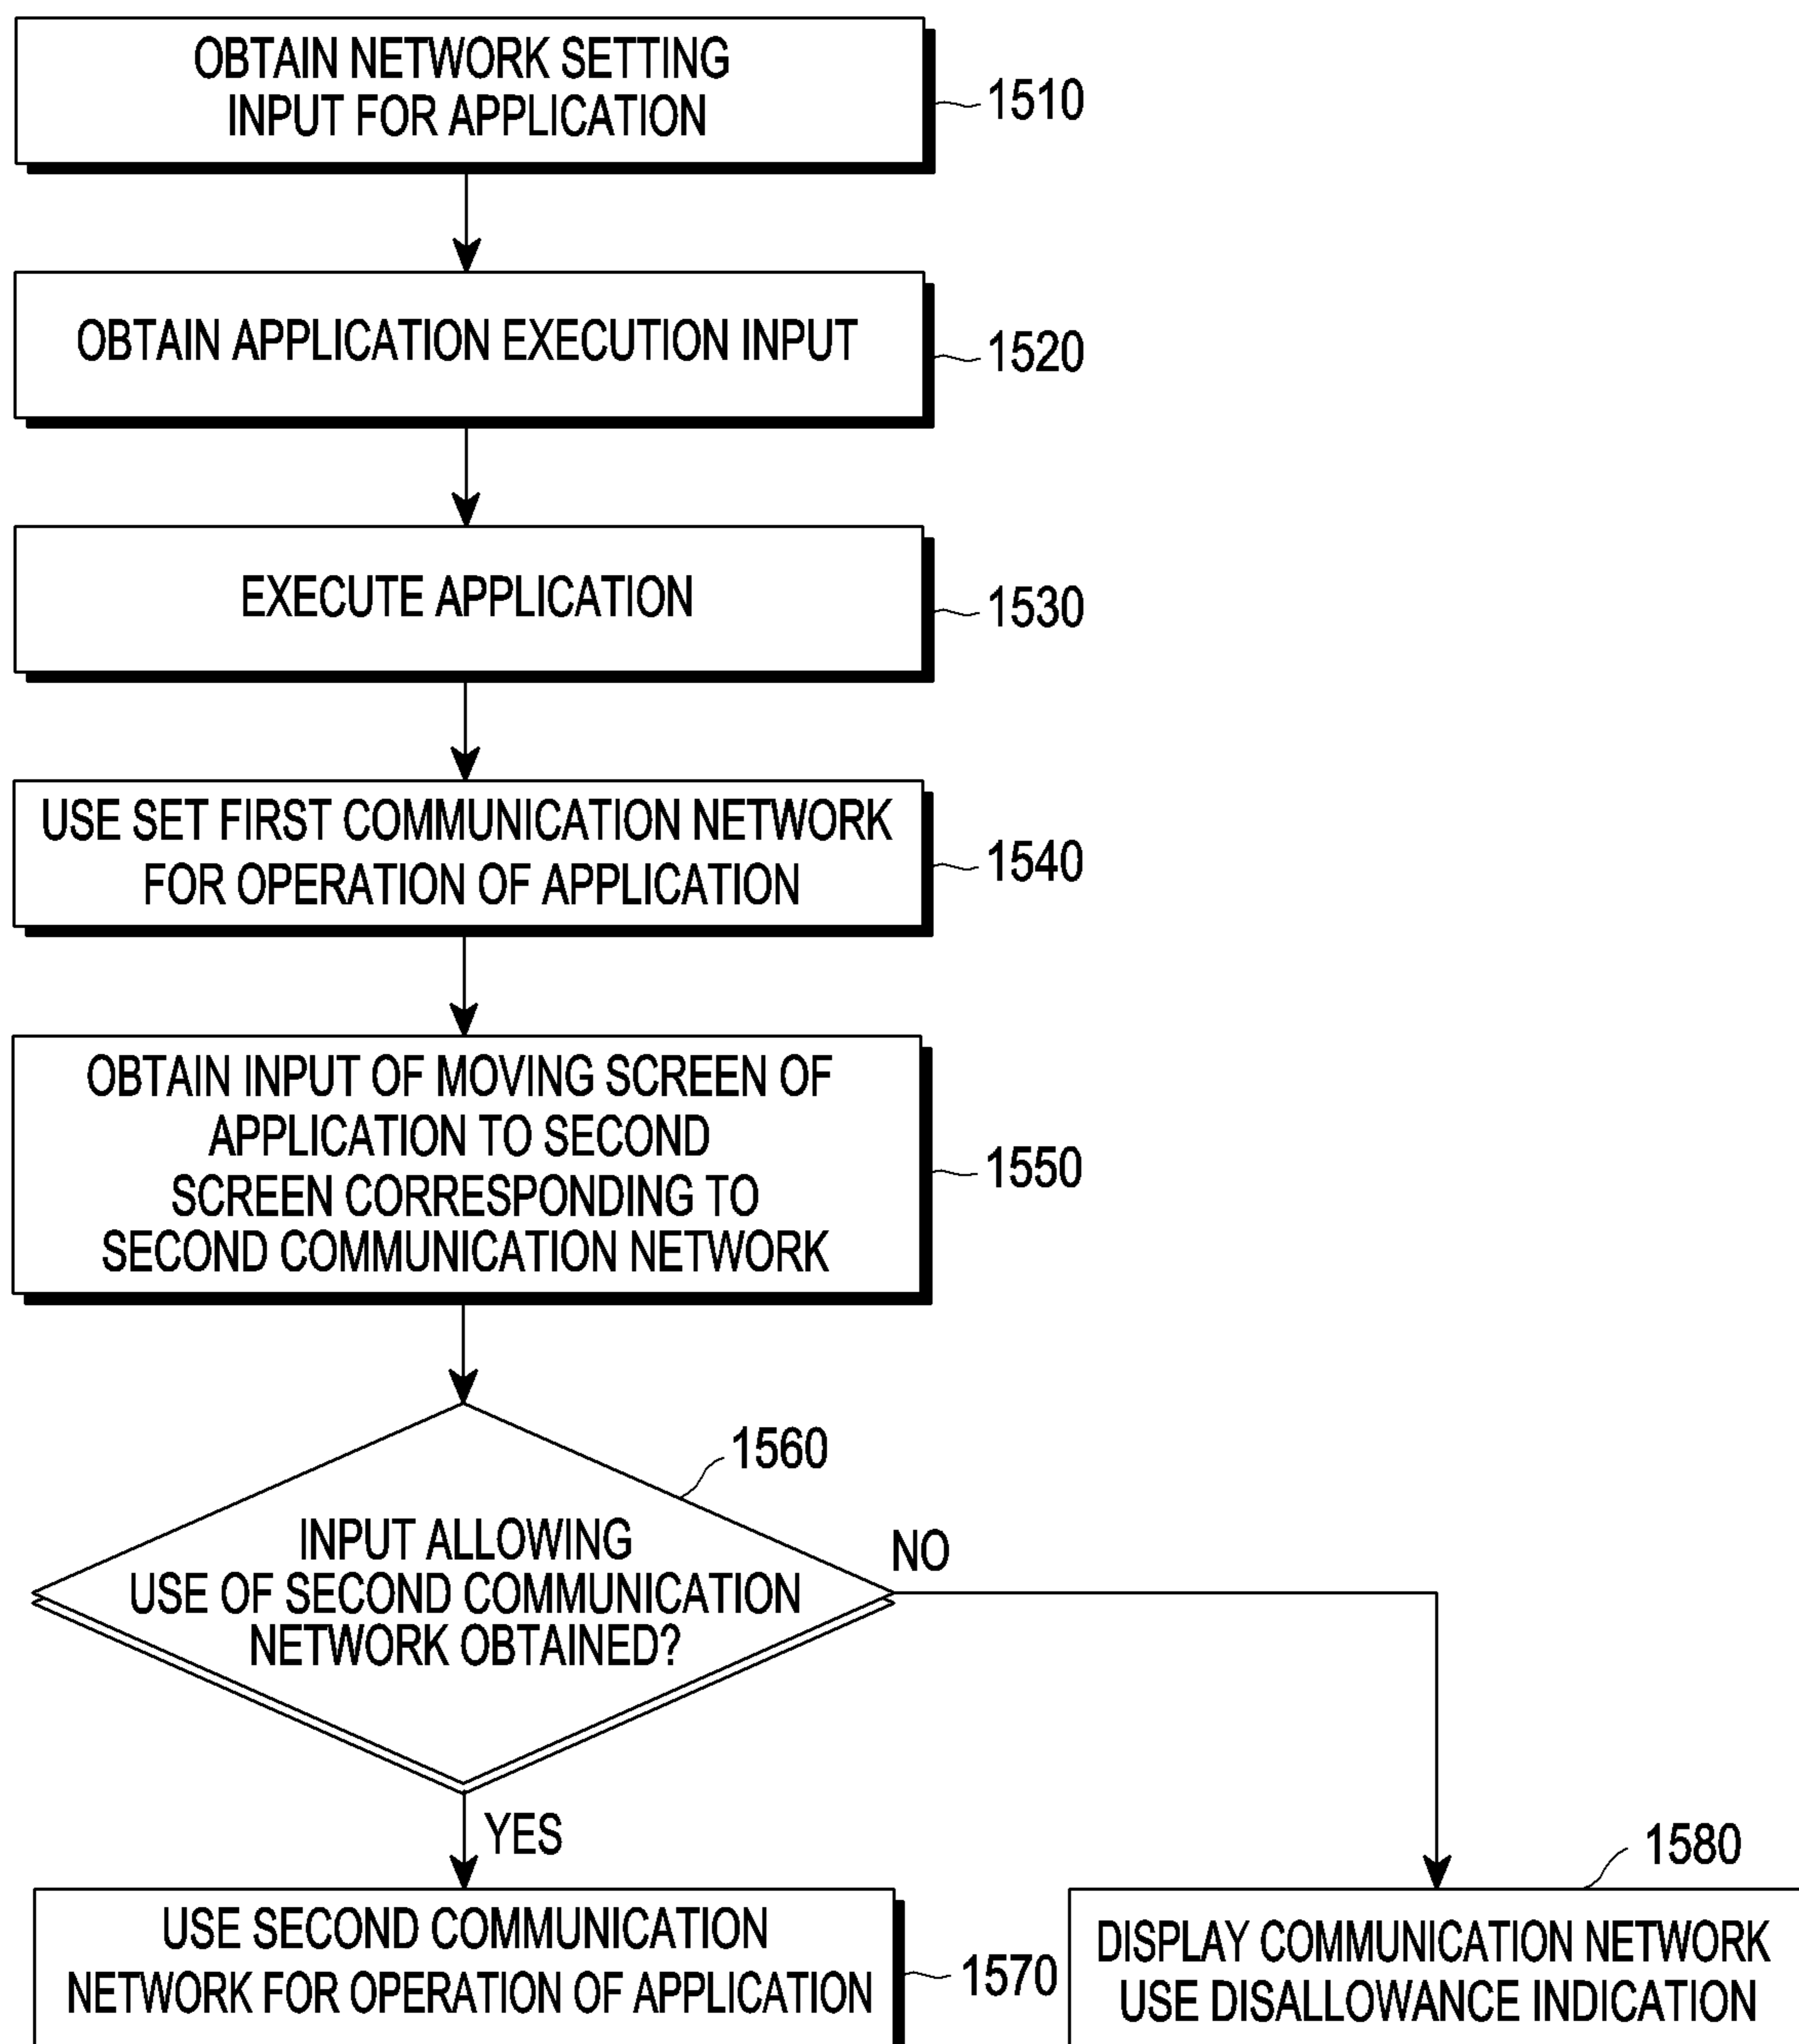 OBTAIN NETWORK SETTING
INPUT FOR APPLICATION
1510
OBTAIN APPLICATION EXECUTION INPUT
1520
EXECUTE APPLICATION
1530
USE SET FIRST COMMUNICATION NETWORK
FOR OPERATION OF APPLICATION
1540
OBTAIN INPUT OF MOVING SCREEN OF
APPLICATION TO SECOND
SCREEN CORRESPONDING TO
SECOND COMMUNICATION NETWORK
1550
1560
INPUT ALLOWING
USE OF SECOND COMMUNICATION
NETWORK OBTAINED?
NO
YES
USE SECOND COMMUNICATION
NETWORK FOR OPERATION OF APPLICATION
1570
1580
DISPLAY COMMUNICATION NETWORK
USE DISALLOWANCE INDICATION